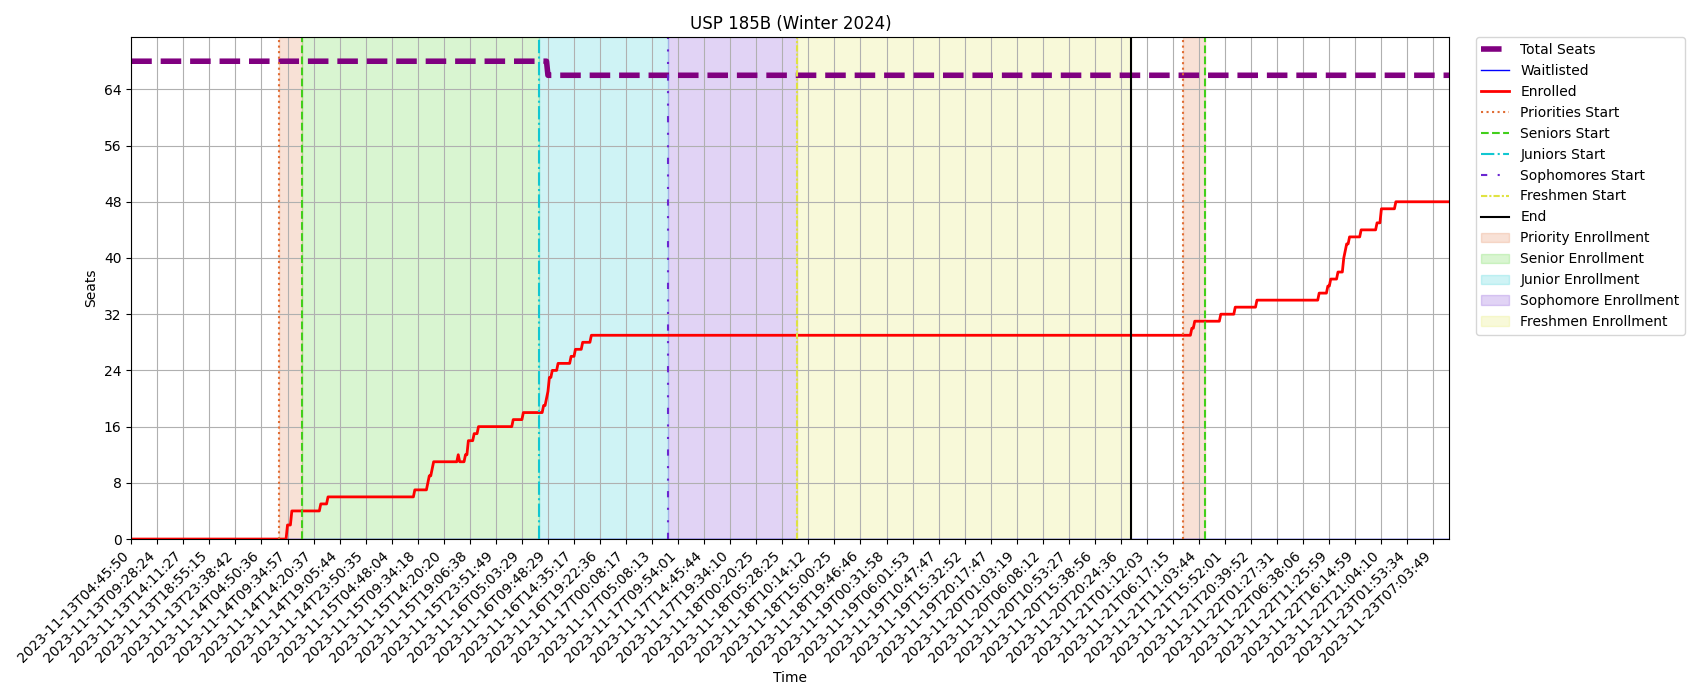 USP 185B (Winter 2024)
Total Seats
Waitlisted
Enrolled
Priorities Start
Seniors Start
Juniors Start
Sophomores Start
Freshmen Start
End
Priority Enrollment
Senior Enrollment
Junior Enrollment
Sophomore Enrollment
Freshmen Enrollment
Seats
64
56
48
40
32
24
16
8
0
2023-11-13T04:45:50
2023-11-13T09:28:24
2023-11-13T14:11:27
2023-11-13T18:55:15
2023-11-13T23:38:42
2023-11-14T04:50:36
2023-11-14T09:34:57
2023-11-14T14:20:37
2023-11-14T19:05:44
2023-11-14T23:50:35
2023-11-15T04:48:04
2023-11-15T09:34:18
2023-11-15T14:20:20
2023-11-15T19:06:38
2023-11-15T23:51:49
2023-11-16T05:03:29
2023-11-16T09:48:29
2023-11-16T14:35:17
2023-11-16T19:22:36
2023-11-17T00:08:17
2023-11-17T05:08:13
2023-11-17T09:54:01
2023-11-17T14:45:44
2023-11-17T19:34:10
2023-11-18T00:20:25
2023-11-18T05:28:25
2023-11-18T10:14:12
2023-11-18T15:00:25
2023-11-18T19:46:46
2023-11-19T00:31:58
2023-11-19T06:01:53
2023-11-19T10:47:47
2023-11-19T15:32:52
2023-11-19T20:17:47
2023-11-20T01:03:19
2023-11-20T06:08:12
2023-11-20T10:53:27
2023-11-20T15:38:56
2023-11-20T20:24:36
2023-11-21T01:12:03
2023-11-21T06:17:15
2023-11-21T11:03:44
2023-11-21T15:52:01
2023-11-21T20:39:52
2023-11-22T01:27:31
2023-11-22T06:38:06
2023-11-22T11:25:59
2023-11-22T16:14:59
2023-11-22T21:04:10
2023-11-23T01:53:34
2023-11-23T07:03:49
Time